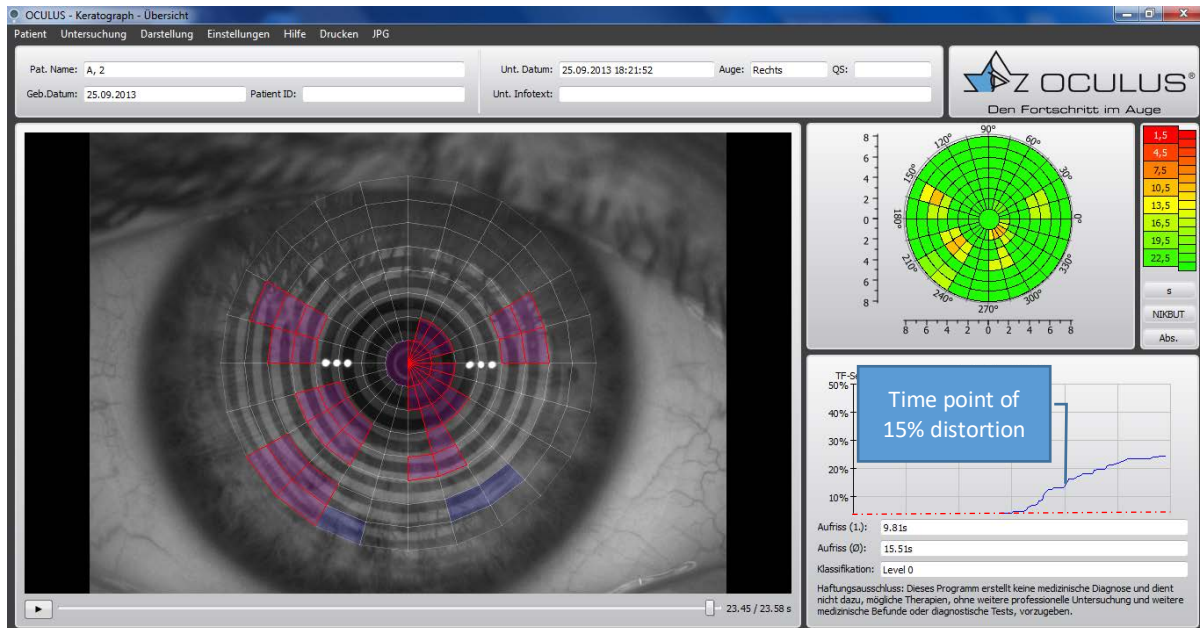 OCULUS - Keratograph - Übersicht
Patient Untersuchung Darstellung Einstellungen Hilfe Drucken JPG
Pat. Name: A, 2
Unt. Datum: 25.09.2013 18:21:52 Auge: Rechts QS:
Geb.Datum: 25.09.2013 Patient ID:
Unt. Infotext:
OCULUS®
Den Fortschritt im Auge
90°
120° 60°
150° 30°
180° 0°
210° 330°
240° 300°
270°
8
6
4
2
0
2
4
6
8
8 6 4 2 0 2 4 6 8
1,5
4,5
7,5
10,5
13,5
16,5
19,5
22,5
s
NIKBUT
Abs.
50%
40%
30%
20%
10%
Time point of
15% distortion
Aufriss (1.): 9.81s
Aufriss (Ø): 15.51s
Klassifikation: Level 0
Haftungsausschluss: Dieses Programm erstellt keine medizinische Diagnose und dient
nicht dazu, mögliche Therapien, ohne weitere professionelle Untersuchung und weitere
medizinische Befunde oder diagnostische Tests, vorzugeben.
23.45 / 23.58 s